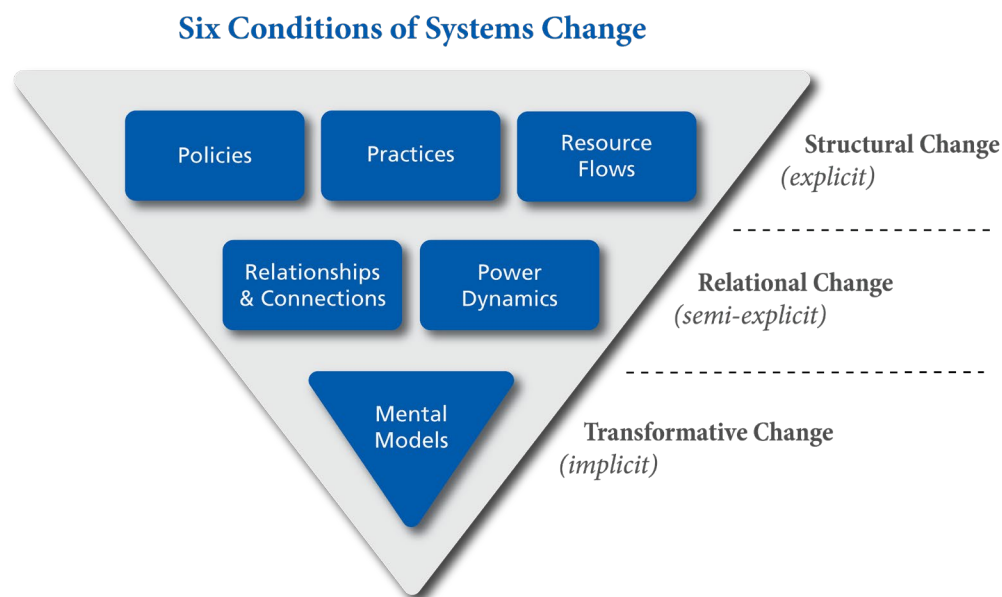 Six Conditions of Systems Change
Policies
Practices
Resource
Flows
Structural Change
(explicit)
Relationships
& Connections
Power
Dynamics
Relational Change
(semi-explicit)
Mental
Models
Transformative Change
(implicit)